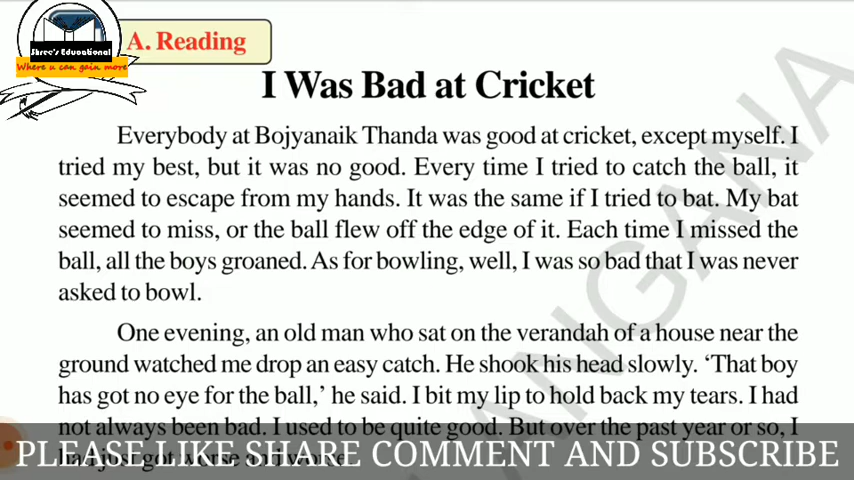 Shree's Educational
Where u can gain more
A. Reading
I Was Bad at Cricket
Everybody at Bojyanaik Thanda was good at cricket, except myself. I
tried my best, but it was no good. Every time I tried to catch the ball, it
seemed to escape from my hands. It was the same if I tried to bat. My bat
seemed to miss, or the ball flew off the edge of it. Each time I missed the
ball, all the boys groaned. As for bowling, well, I was so bad that I was never
asked to bowl.
One evening, an old man who sat on the verandah of a house near the
ground watched me drop an easy catch. He shook his head slowly. ‘That boy
has got no eye for the ball,’ he said. I bit my lip to hold back my tears. I had
not always been bad. I used to be quite good. But over the past year or so, I
had just got worse and worse.
PLEASE LIKE SHARE COMMENT AND SUBSCRIBE